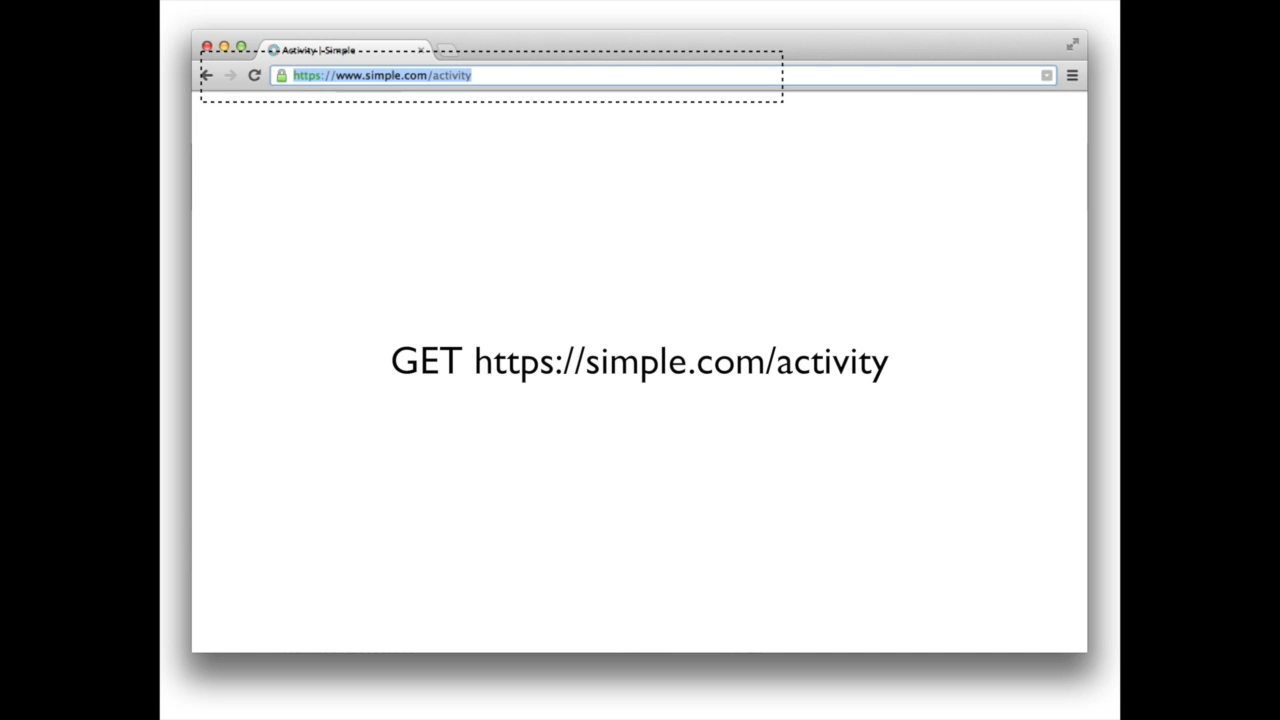 Activity | Simple
https://www.simple.com/activity
GET https://simple.com/activity